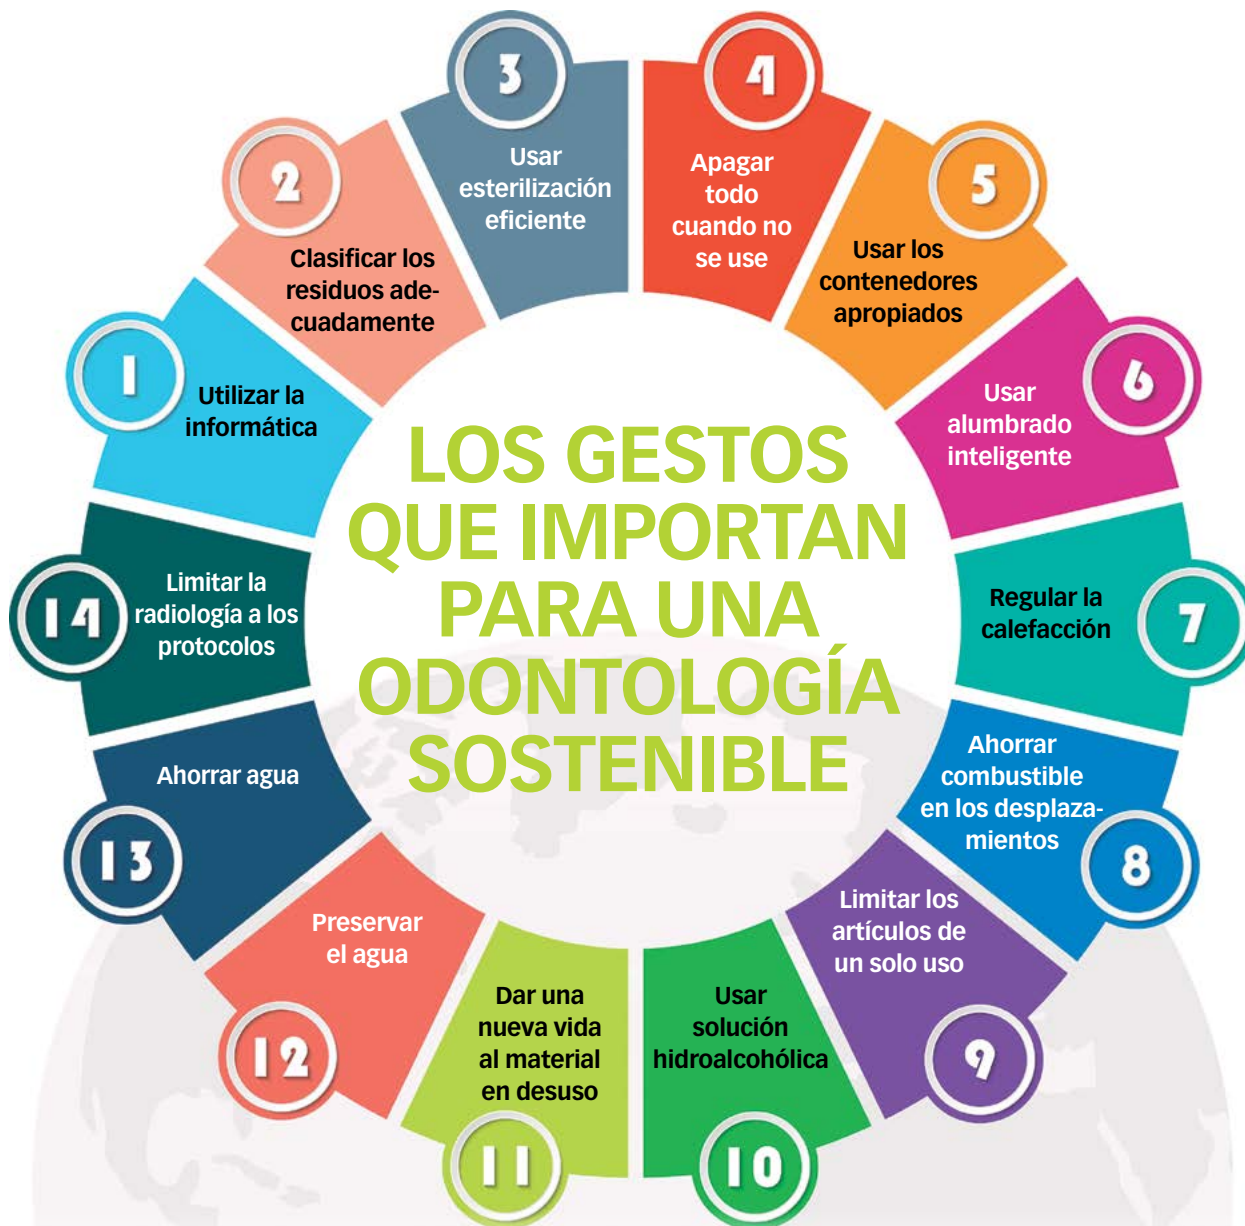 LOS GESTOS
QUE IMPORTAN
PARA UNA
ODONTOLOGÍA
SOSTENIBLE
1
Utilizar la
informática
2
Clasificar los
residuos ade-
cuadamente
3
Usar
esterilización
eficiente
4
Apagar
todo
cuando no
se use
5
Usar los
contenedores
apropiados
6
Usar
alumbrado
inteligente
7
Regular la
calefacción
8
Ahorrar
combustible
en los desplaza-
mientos
9
Limitar los
artículos de
un solo uso
10
Usar
solución
hidroalcohólica
11
Dar una
nueva vida
al material
en desuso
12
Preservar
el agua
13
Ahorrar agua
14
Limitar la
radiología a los
protocolos